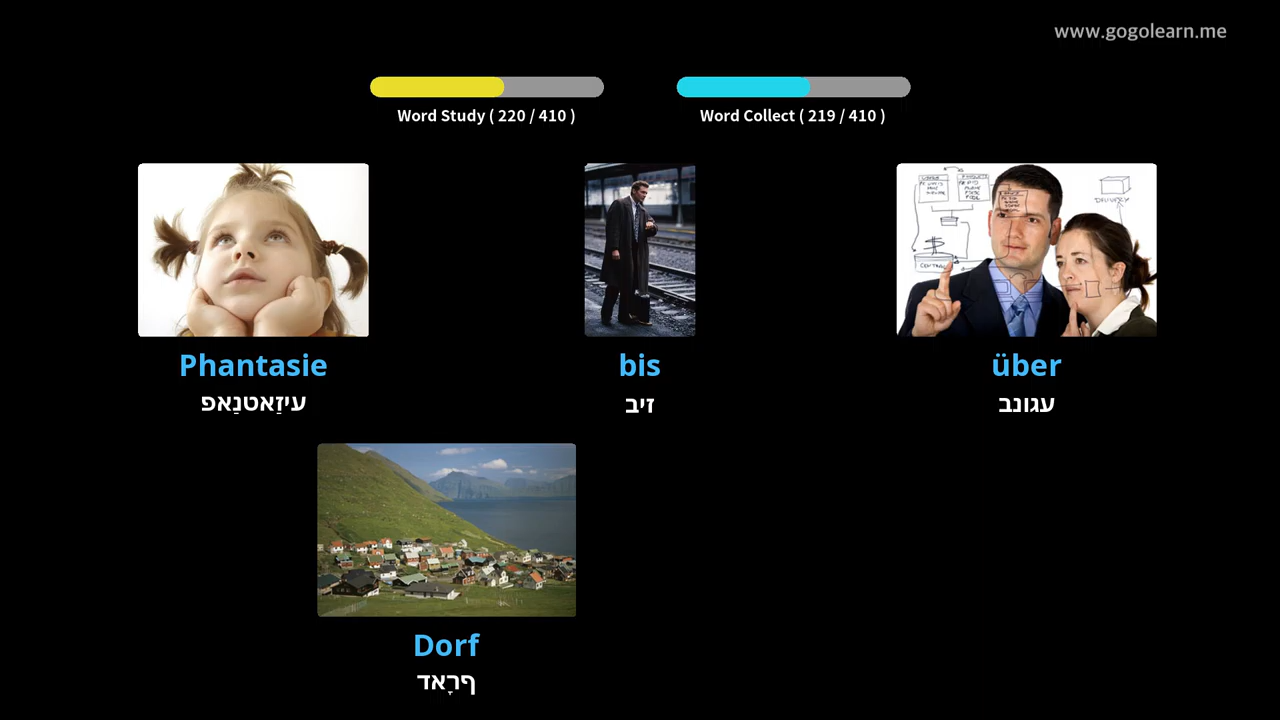 www.gogolearn.me
Word Study ( 220 / 410 )
Word Collect ( 219 / 410 )
Phantasie
עיזַאטנַאפ
bis
זיב
über
עגונב
Dorf
ףרָאד